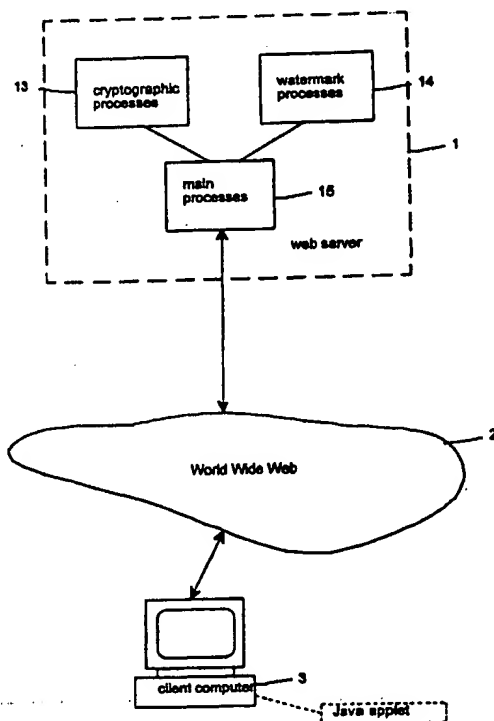 13
cryptographic
processes
watermark
processes
14
1
main
processes
15
web server
2
World Wide Web
client computer
3
Java applet